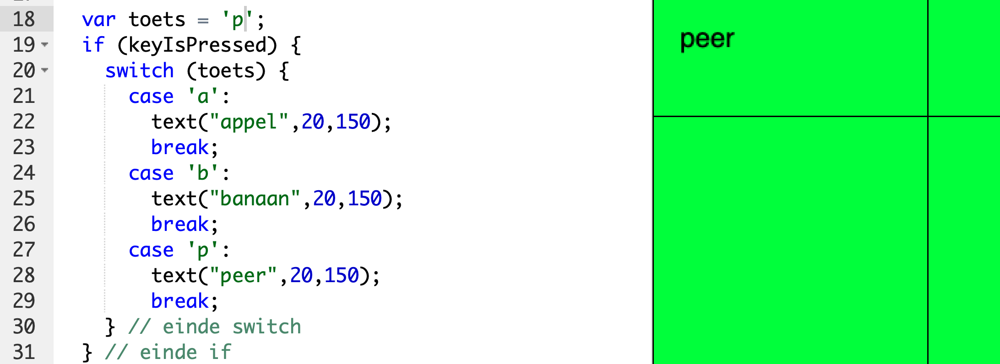 18 var toets = 'p';
19 if (keyIsPressed) {
20 switch (toets) {
21 case 'a':
22 text("appel",20,150);
23 break;
24 case 'b':
25 text("banaan",20,150);
26 break;
27 case 'p':
28 text("peer",20,150);
29 break;
30 } // einde switch
31 } // einde if
peer